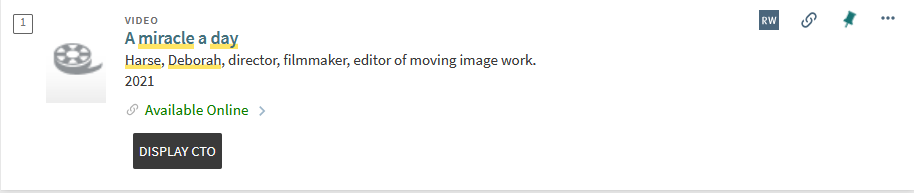 1
VIDEO
RW
A miracle a day
Harse, Deborah, director, filmmaker, editor of moving image work.
2021
Available Online
DISPLAY CTO